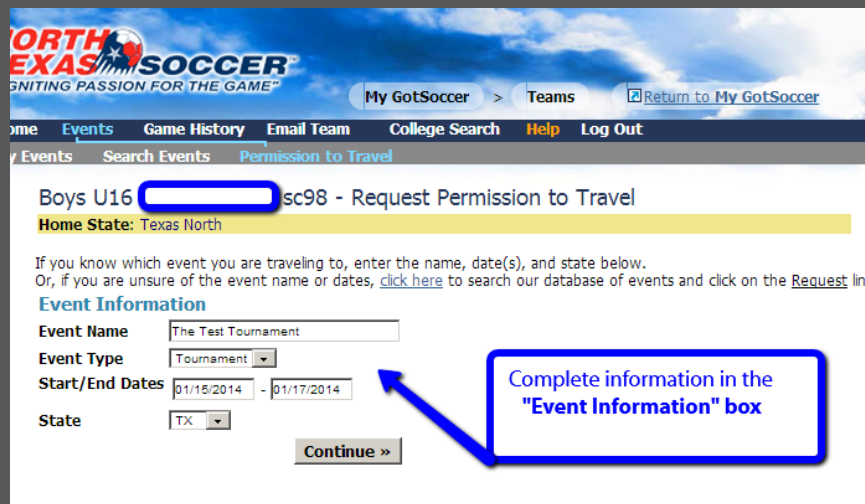 NORTH
TEXAS SOCCER
IGNITING PASSION FOR THE GAME"
My GotSoccer > Teams Return to My GotSoccer
ome Events Game History Email Team College Search Help Log Out
y Events Search Events Permission to Travel
Boys U16 sc98 - Request Permission to Travel
Home State: Texas North
If you know which event you are traveling to, enter the name, date(s), and state below.
Or, if you are unsure of the event name or dates, click here to search our database of events and click on the Request lin
Event Information
Event Name The Test Tournament
Event Type Tournament
Start/End Dates 01/15/2014 - 01/17/2014
State TX
Continue »
Complete information in the
"Event Information" box